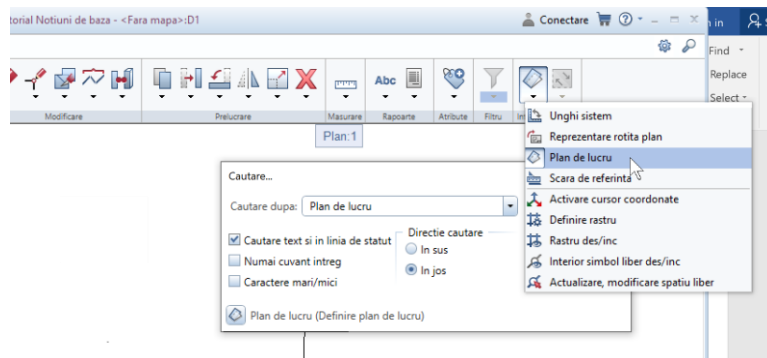 torial Notiuni de baza - <Fara mapa>:D1
Conectare
in
Find
Replace
Select
Abc
Modificare
Prelucrare
Masurare
Rapoarte
Atribute
Filtru
Plan:1
Unghi sistem
Reprezentare rotita plan
Plan de lucru
Scara de referinta
Activare cursor coordonate
Definire rastru
Rastru des/inc
Interior simbol liber des/inc
Actualizare, modificare spatiu liber
Cautare...
Cautare dupa: Plan de lucru
Cautare text si in linia de statut
Numai cuvant intreg
Caractere mari/mici
Directie cautare
In sus
In jos
Plan de lucru (Definire plan de lucru)